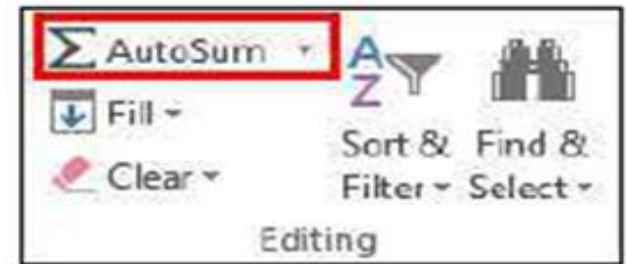 AutoSum
Fill
Clear
Sort &
Filter
Find &
Select
Editing